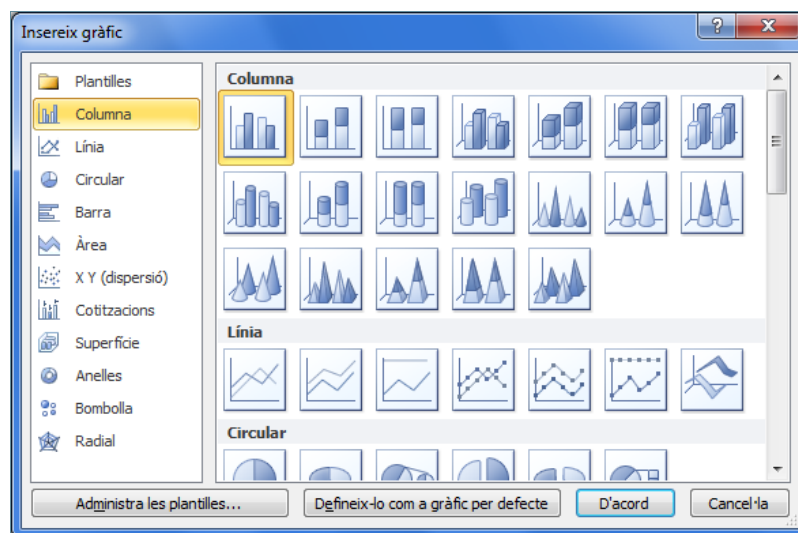 Insereix gràfic
Plantilles
Columna
Línia
Circular
Barra
Àrea
X Y (dispersió)
Cotitzacions
Superfície
Anelles
Bombolla
Radial
Columna
Línia
Circular
Administra les plantilles...
Defineix-lo com a gràfic per defecte
D'acord
Cancel·la